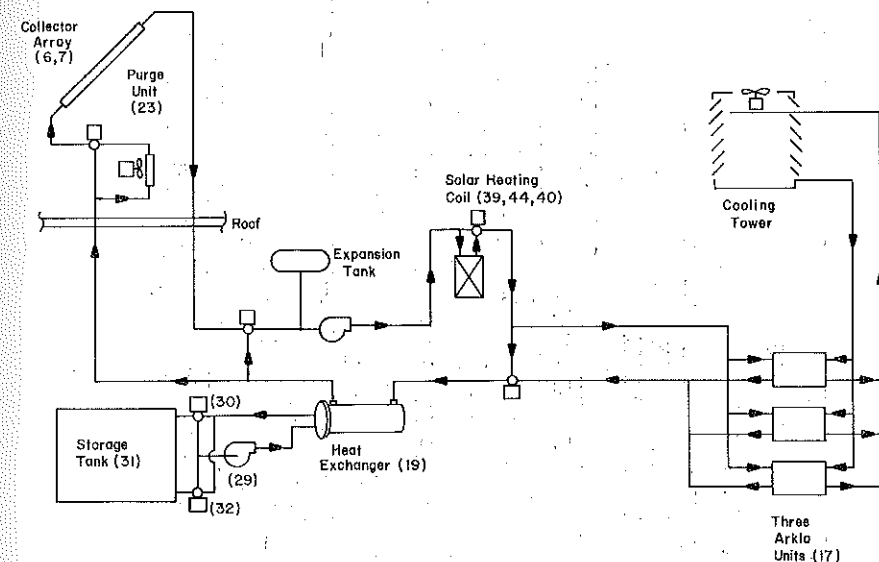 Collector
Array
(6,7)
Purge
Unit
(23)
Roof
Expansion
Tank
Solar Heating
Coil (39,44,40)
Cooling
Tower
Storage
Tank (31)
(30)
(29)
(32)
Heat
Exchanger (19)
Three
Arkla
Units (17)